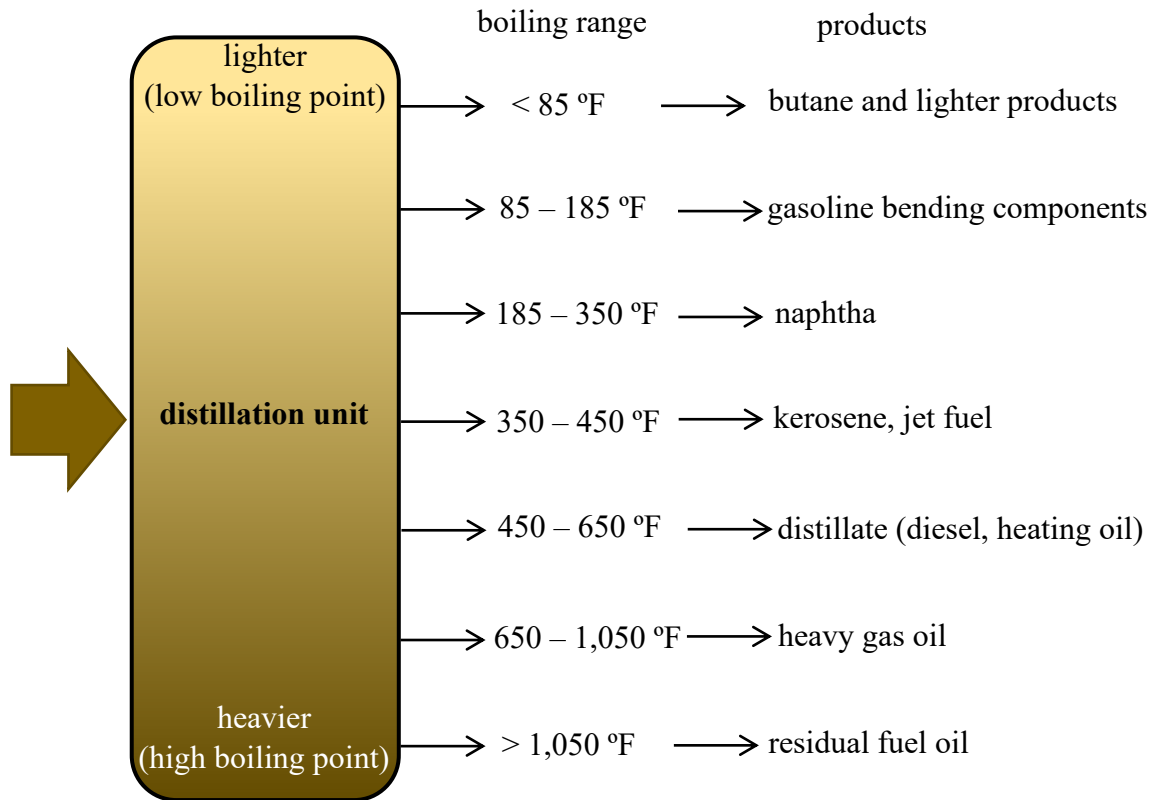 boiling range
products
lighter
(low boiling point)
< 85 ºF
butane and lighter products
85 – 185 ºF
gasoline bending components
185 – 350 ºF
naphtha
distillation unit
350 – 450 ºF
kerosene, jet fuel
450 – 650 ºF
distillate (diesel, heating oil)
650 – 1,050 ºF
heavy gas oil
heavier
(high boiling point)
> 1,050 ºF
residual fuel oil